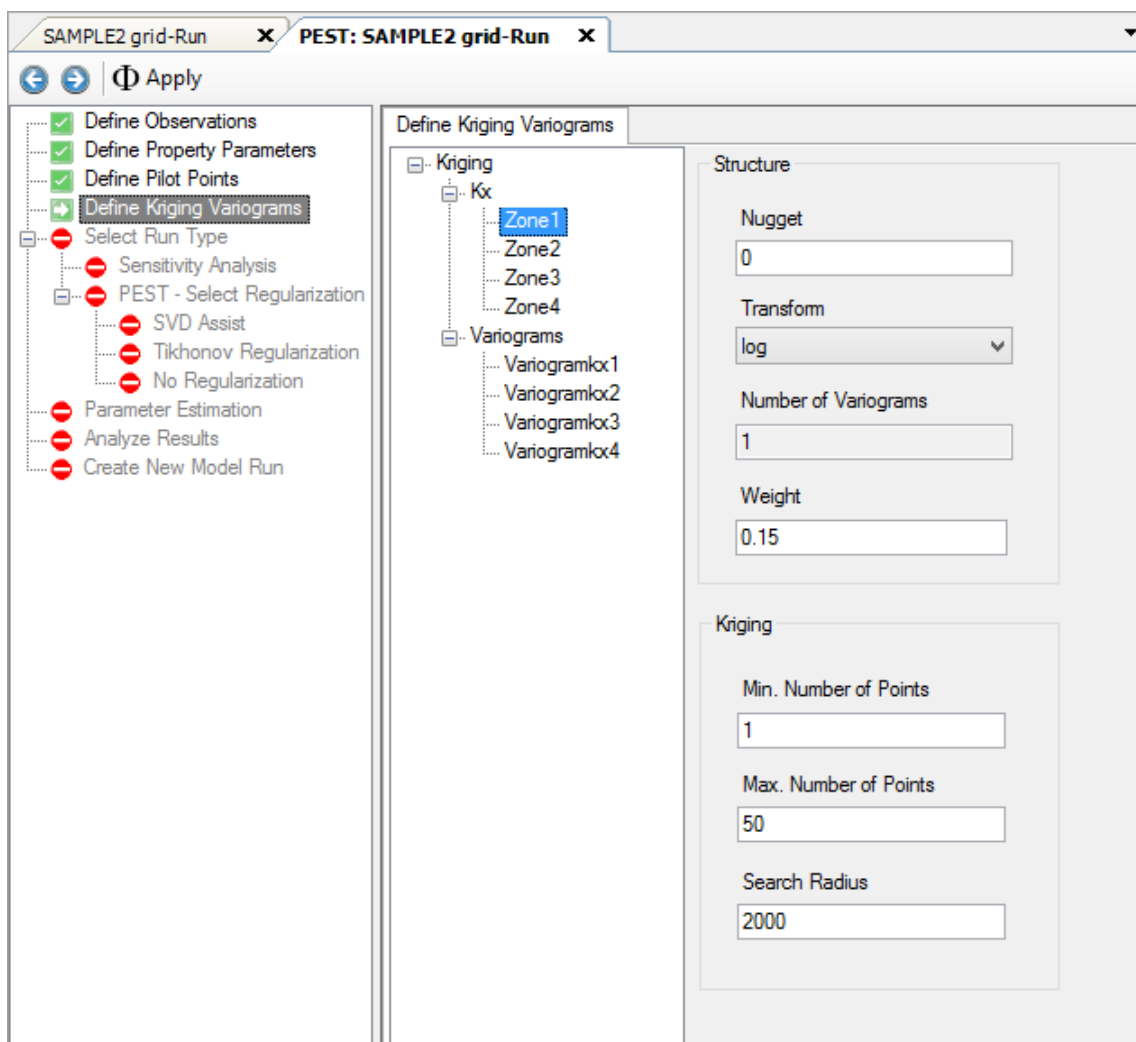 SAMPLE2 grid-Run X PEST: SAMPLE2 grid-Run X
Φ Apply
Define Observations
Define Property Parameters
Define Pilot Points
Define Kriging Variograms
Select Run Type
Sensitivity Analysis
PEST - Select Regularization
SVD Assist
Tikhonov Regularization
No Regularization
Parameter Estimation
Analyze Results
Create New Model Run
Define Kriging Variograms
Kriging
Kx
Zone1
Zone2
Zone3
Zone4
Variograms
Variogramkx1
Variogramkx2
Variogramkx3
Variogramkx4
Structure
Nugget
0
Transform
log
Number of Variograms
1
Weight
0.15
Kriging
Min. Number of Points
1
Max. Number of Points
50
Search Radius
2000